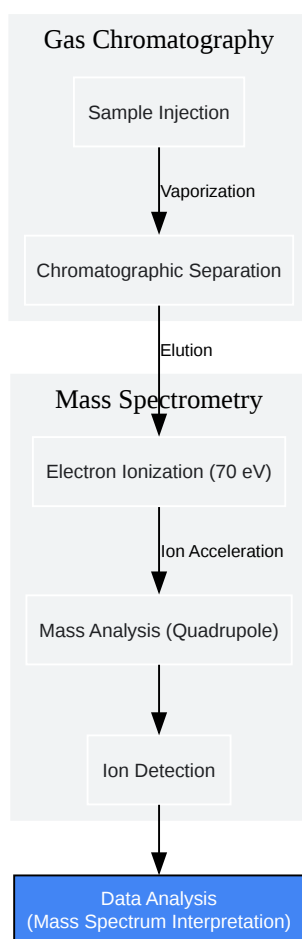 Gas Chromatography
Sample Injection
Vaporization
Chromatographic Separation
Elution
Mass Spectrometry
Electron Ionization (70 eV)
Ion Acceleration
Mass Analysis (Quadrupole)
Ion Detection
Data Analysis
(Mass Spectrum Interpretation)